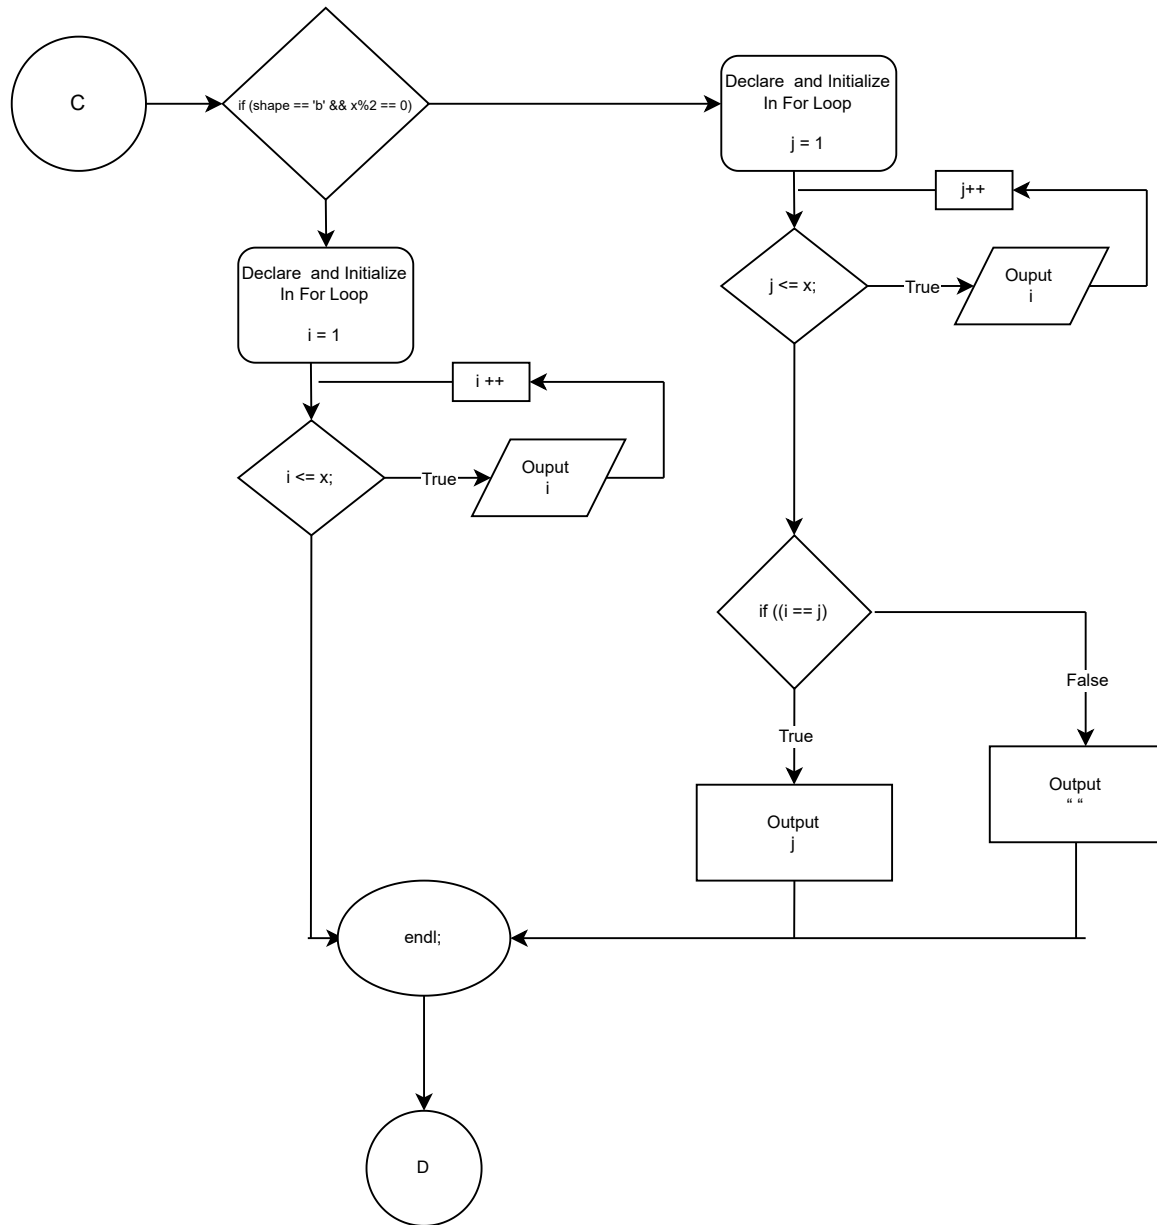 C
if (shape == 'b' && x%2 == 0)
Declare and Initialize
In For Loop
j = 1
j++
j <= x;
True
Ouput
i
Declare and Initialize
In For Loop
i = 1
i ++
i <= x;
True
Ouput
i
if ((i == j)
False
True
Output
j
Output
“ “
endl;
D